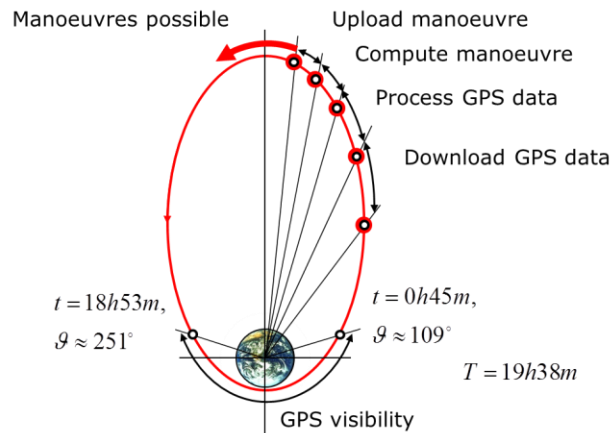 Manoeuvres possible
Upload manoeuvre
Compute manoeuvre
Process GPS data
Download GPS data
t = 18h53m,
ϑ ≈ 251°
t = 0h45m,
ϑ ≈ 109°
T = 19h38m
GPS visibility